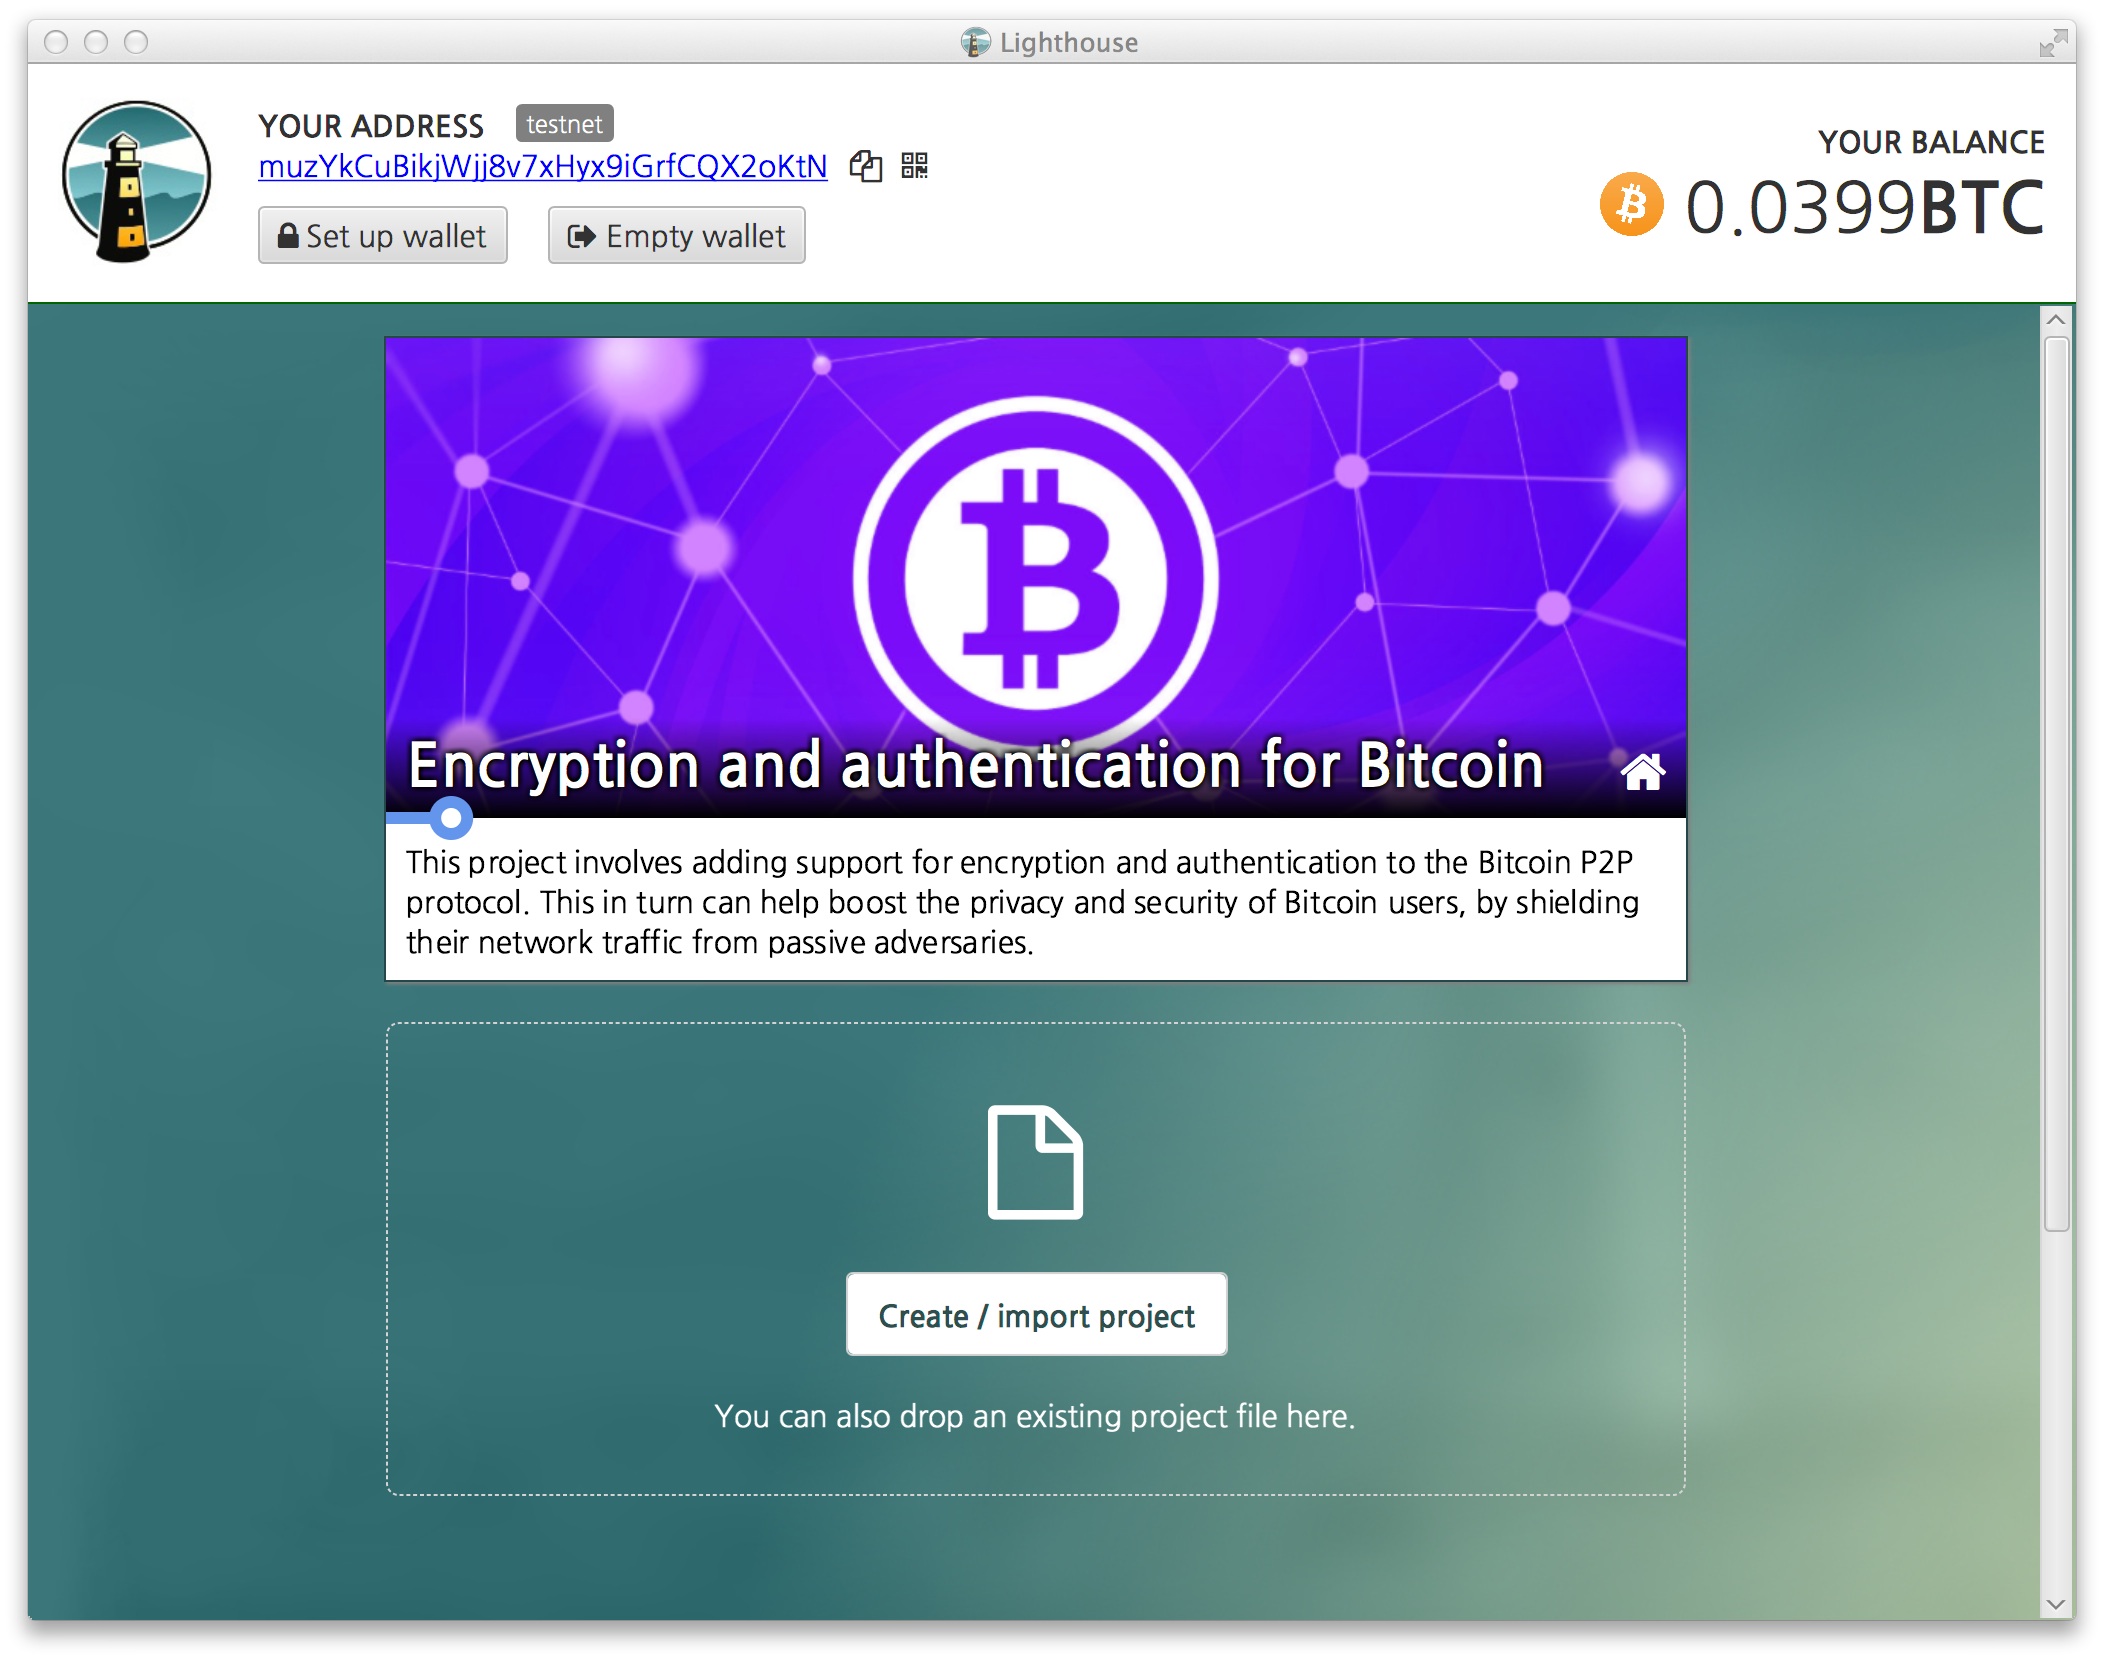 Lighthouse
YOUR ADDRESS testnet
muzYkCuBikjWjj8v7xHyx9iGrfCQX2oKtN
Set up wallet Empty wallet
YOUR BALANCE
0.0399BTC
Encryption and authentication for Bitcoin
This project involves adding support for encryption and authentication to the Bitcoin P2P
protocol. This in turn can help boost the privacy and security of Bitcoin users, by shielding
their network traffic from passive adversaries.
Create / import project
You can also drop an existing project file here.